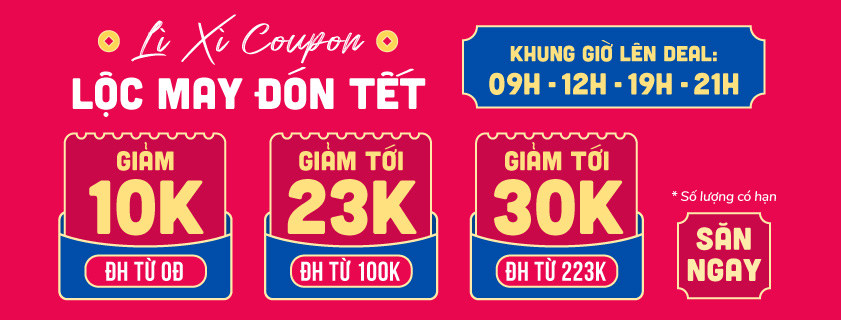 Lì Xì Coupon
LỘC MAY ĐÓN TẾT
KHUNG GIỜ LÊN DEAL:
09H - 12H - 19H - 21H
GIẢM
10K
ĐH TỪ 0Đ
GIẢM TỚI
23K
ĐH TỪ 100K
GIẢM TỚI
30K
ĐH TỪ 223K
* Số lượng có hạn
SĂN
NGAY